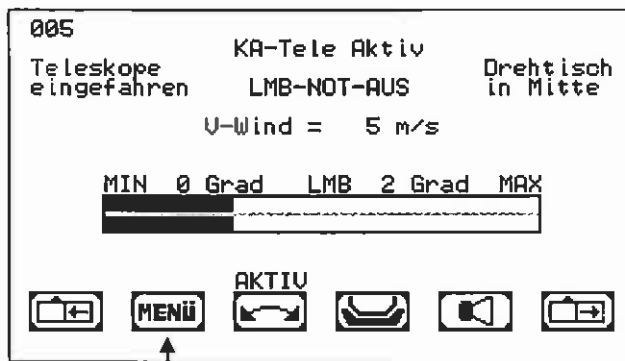 005
KA-Tele Aktiv
Teleskope
eingefahren
LMB-NOT-AUS
Drehtisch
in Mitte
V-Wind = 5 m/s
MIN 0 Grad LMB 2 Grad MAX
AKTIV
MENÜ